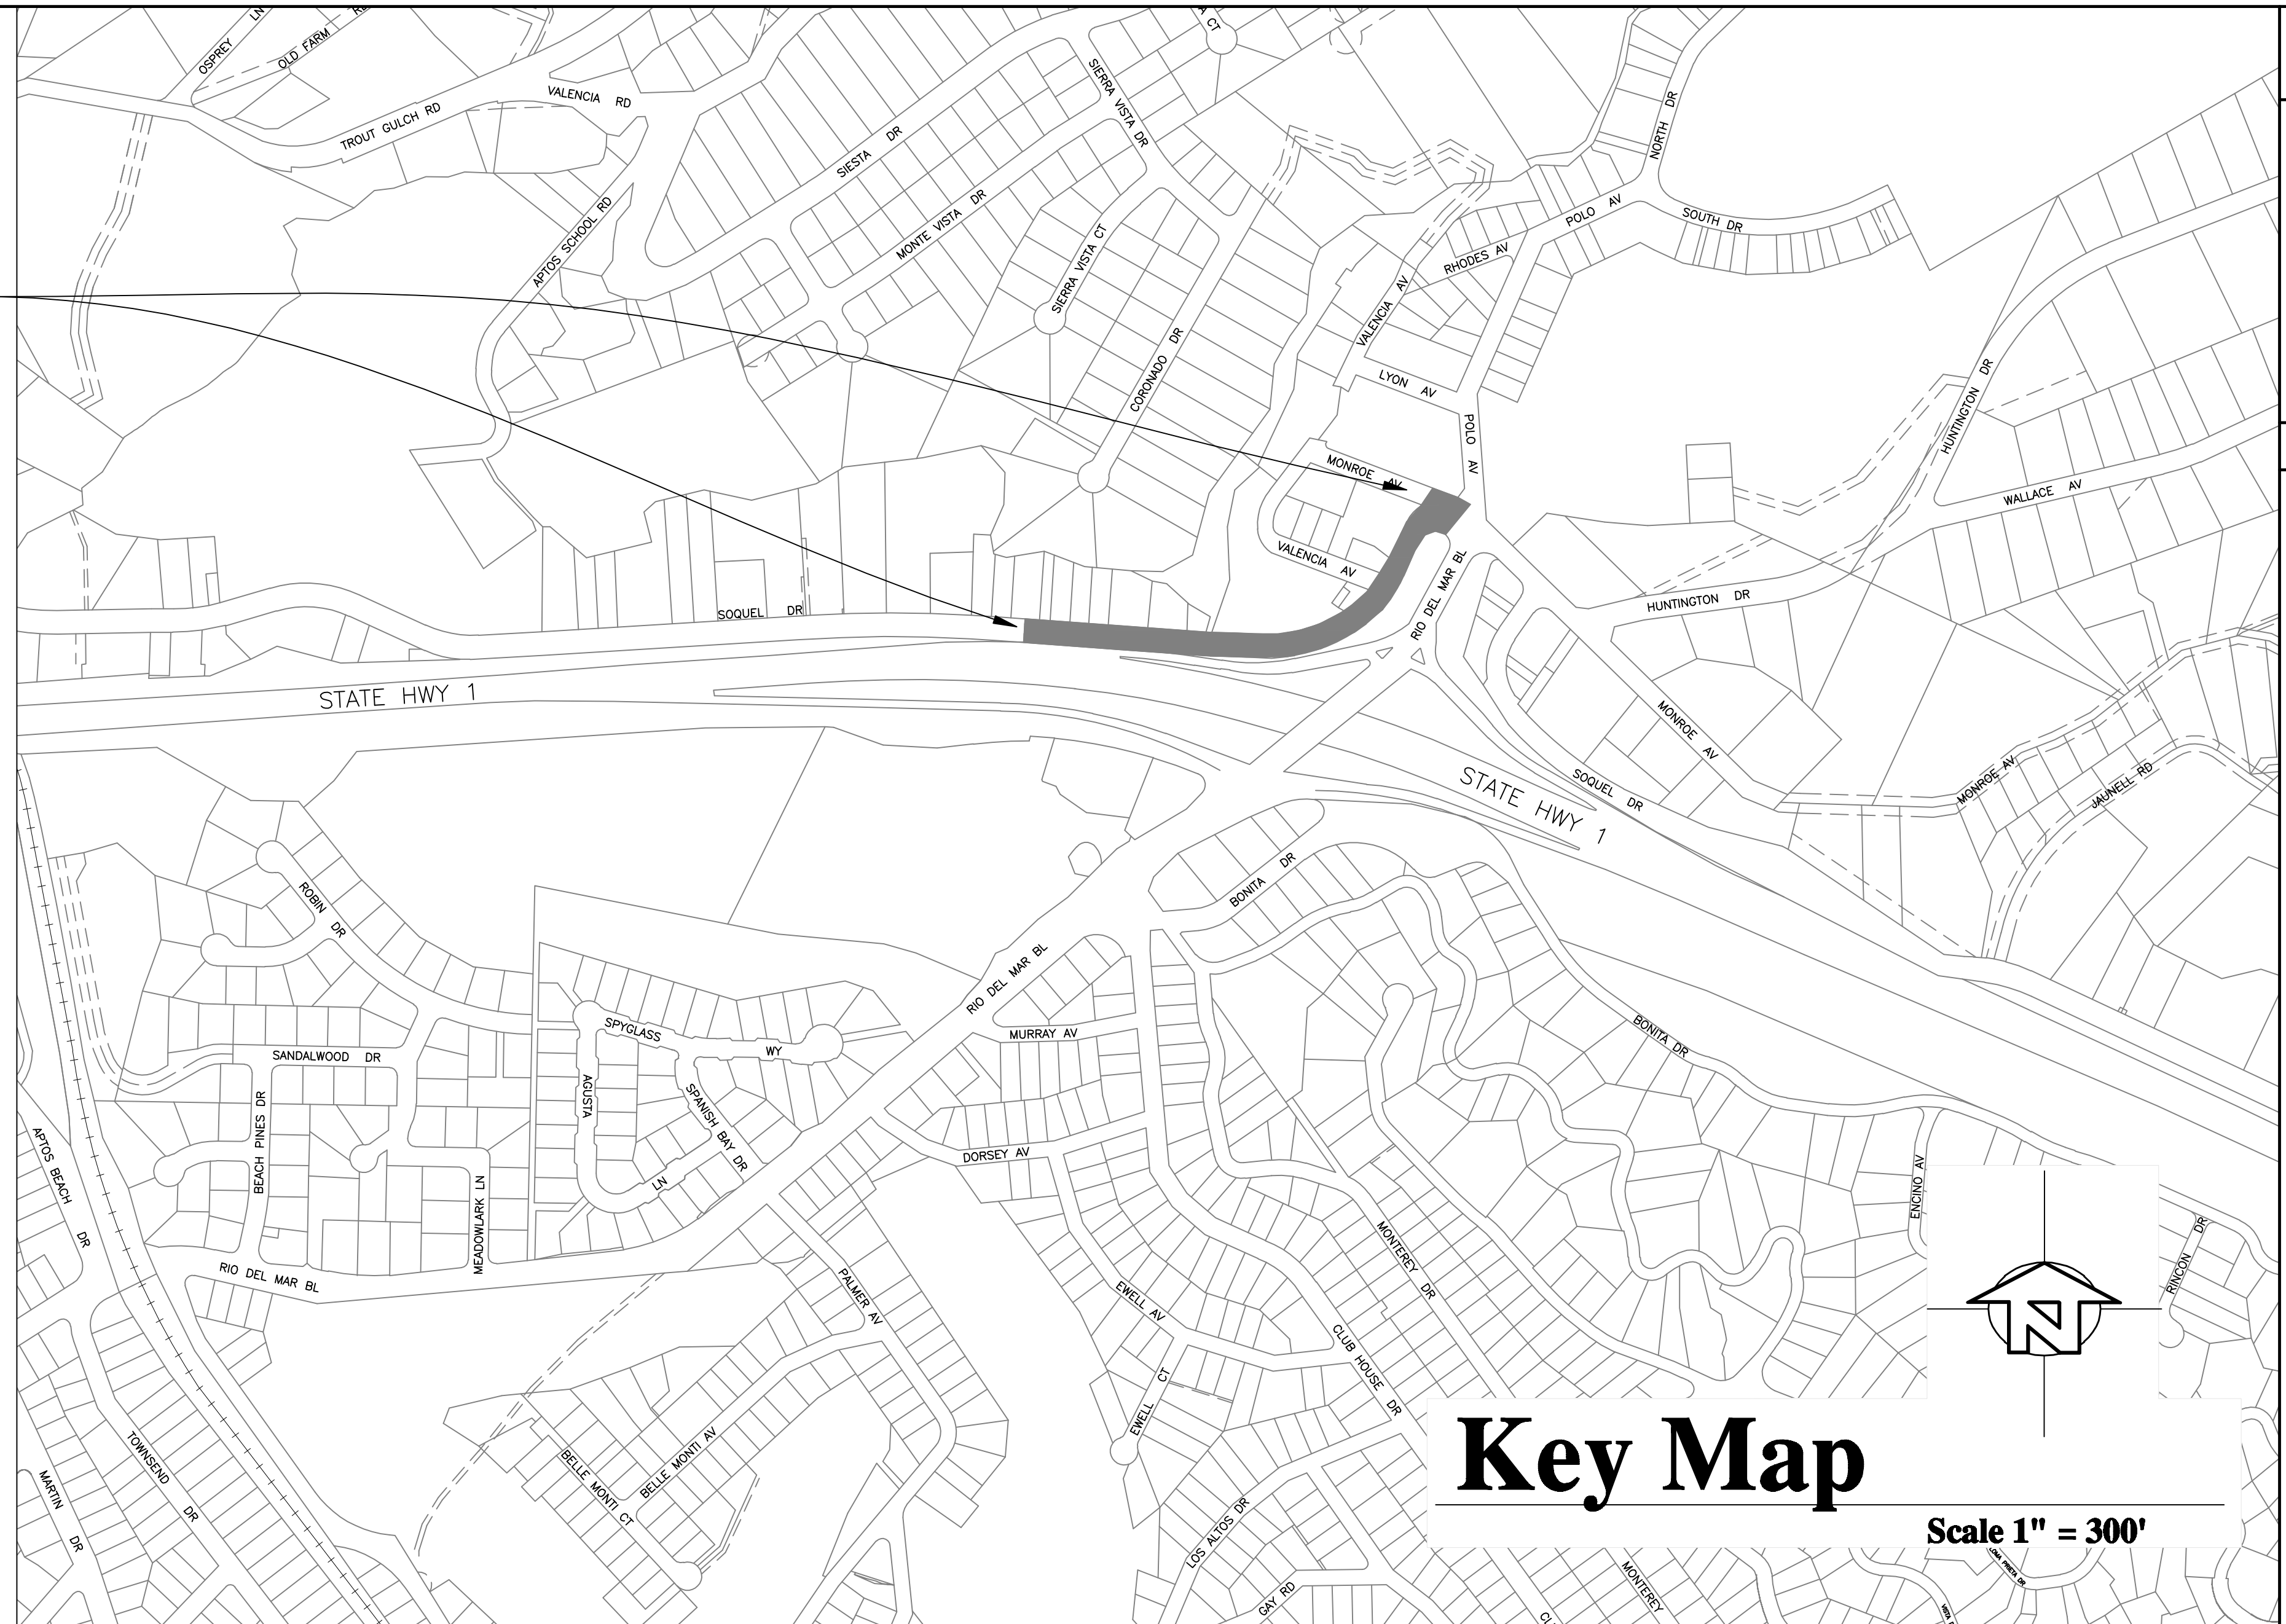 OSPREY LN
OLD FARM
TROUT GULCH RD
VALENCIA RD
SIERRA VISTA DR
CT
NORTH DR
SIESTA DR
POLO AV
SOUTH DR
APTOS SCHOOL RD
MONTE VISTA DR
SIERRA VISTA CT
RHODES AV
VALENCIA AV
CORONADO DR
LYON AV
HUNTINGTON DR
POLO AV
MONROE AV
WALLACE AV
VALENCIA AV
RIO DEL MAR BL
SOQUEL DR
HUNTINGTON DR
STATE HWY 1
MONROE AV
STATE HWY 1
SOQUEL DR
MONROE AV
JAUNELL RD
BONITA DR
ROBIN DR
RIO DEL MAR BL
SPYGLASS WY
MURRAY AV
BONITA DR
SANDALWOOD DR
AGUSTA LN
SPANISH BAY DR
BEACH PINES DR
APTOS BEACH DR
DORSEY AV
MEADOWLARK LN
ENCINO AV
MONTEREY DR
RINCON DR
RIO DEL MAR BL
PALMER AV
EWELL AV
N
CLUB HOUSE DR
EWELL CT
BELLE MONTI AV
BELLE MONTI CT
TOWNSEND DR
MARTIN DR
Key Map
Scale 1" = 300'
LOS ALTOS DR
GAY RD
MONTEREY
LOMA PRIETA DR